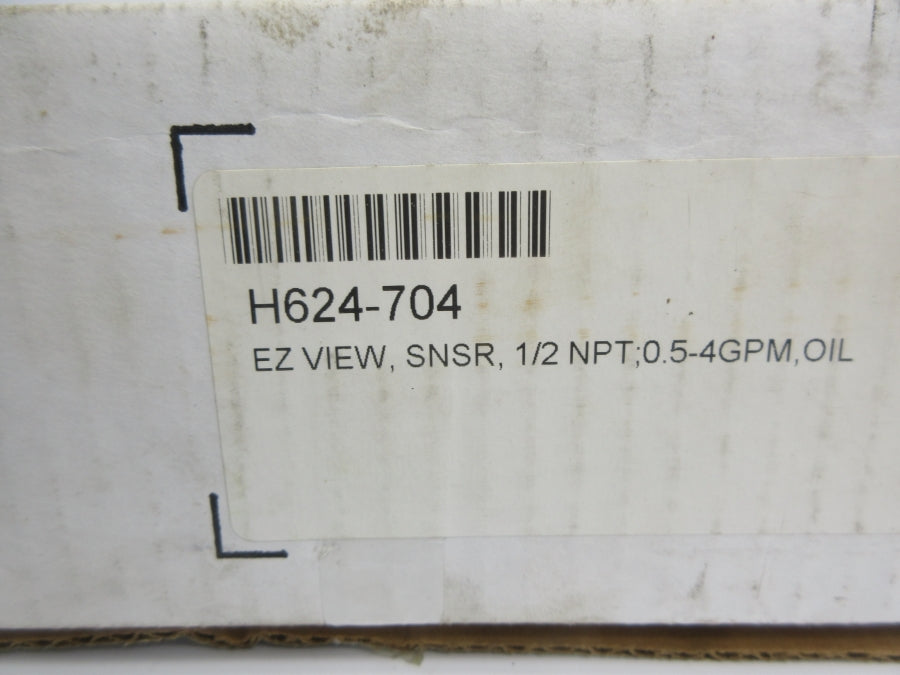 H624-704
EZ VIEW, SNSR, 1/2 NPT;0.5-4GPM,OIL